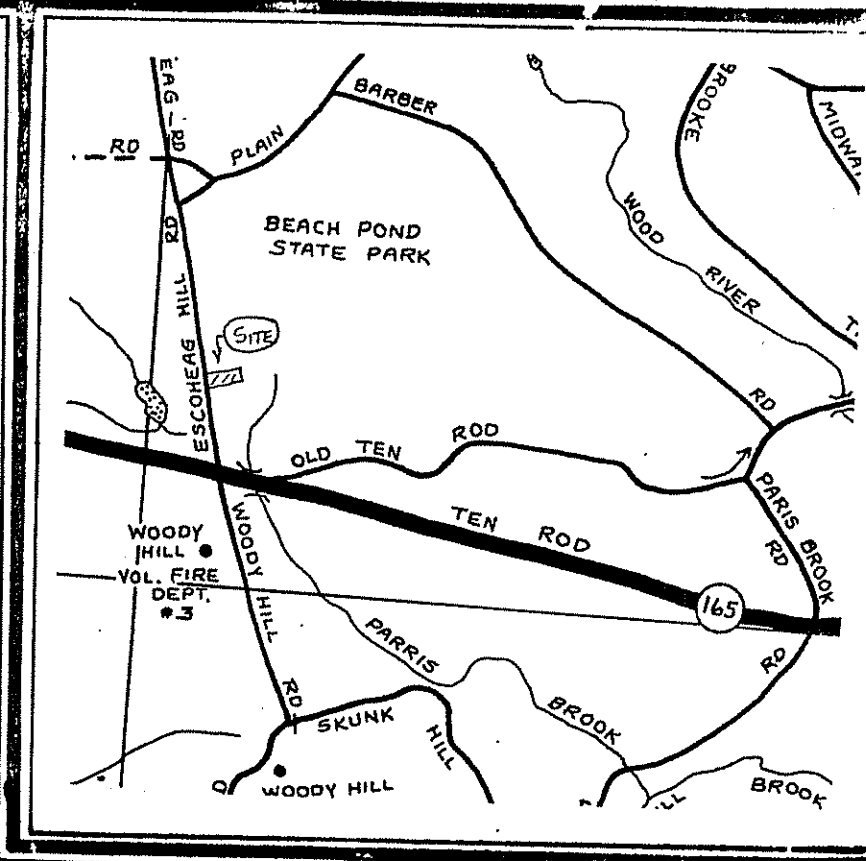 EAG-RD
RD
PLAIN
BARBER
BROOKE
MIDWA
RD
BEACH POND
STATE PARK
WOOD
RIVER
T.
SITE
ESCOHEAG HILL
RD
OLD TEN ROD
TEN ROD
165
PARIS BROOK
RD
WOODY
HILL
VOL. FIRE
DEPT.
#3
WOODY HILL
RD
PARRIS
BROOK
RD
SKUNK
HILL
WOODY HILL
BROOK